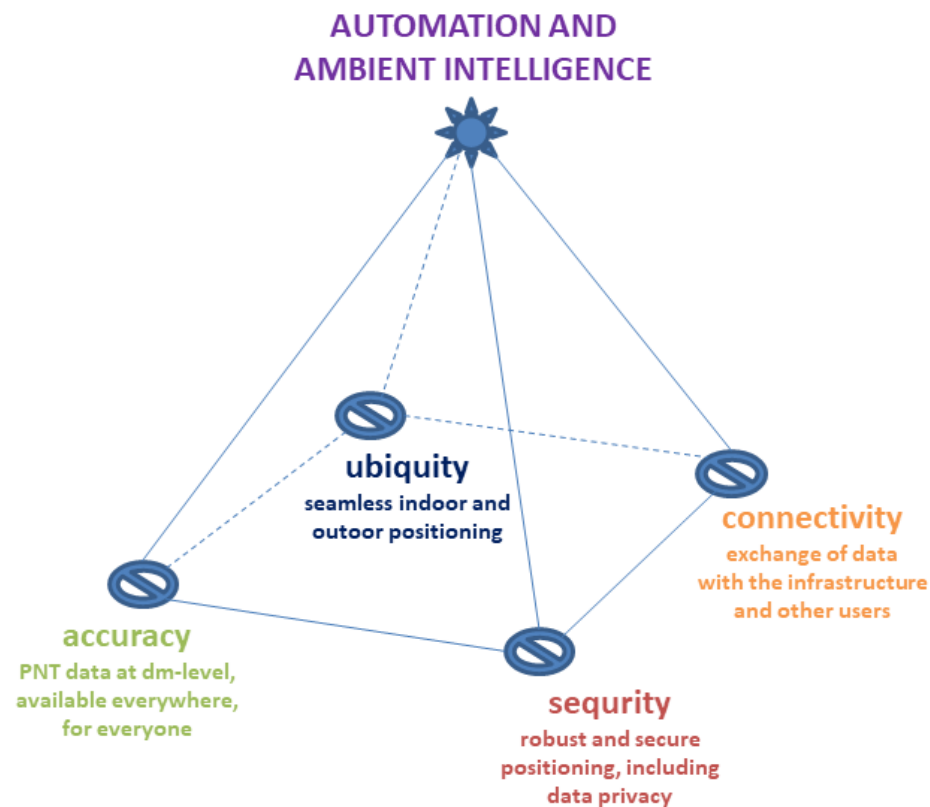 AUTOMATION AND
AMBIENT INTELLIGENCE
ubiquity
seamless indoor and
outoor positioning
connectivity
exchange of data
with the infrastructure
and other users
accuracy
PNT data at dm-level,
available everywhere,
for everyone
sequrity
robust and secure
positioning, including
data privacy